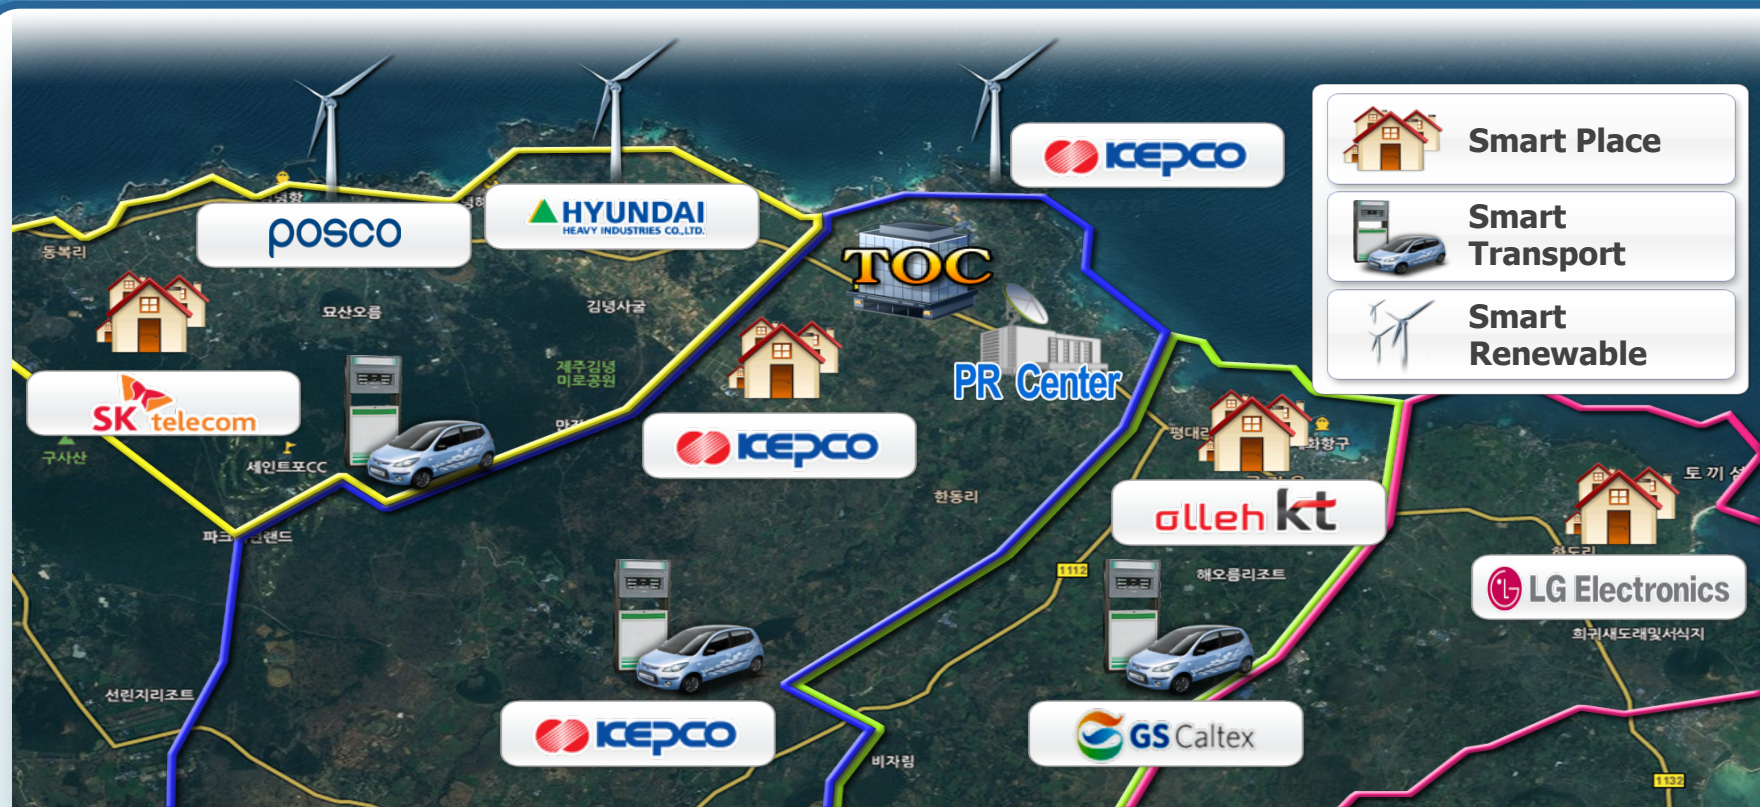 KEPCO
Smart Place
Smart
Transport
Smart
Renewable
posco
HYUNDAI
HEAVY INDUSTRIES CO.,LTD.
동복리
묘산오름
김녕사굴
TOC
제주김녕
미로공원
PR Center
SK telecom
구사산
세인트포CC
KEPCO
평대리
한동리
olleh kt
토끼섬
하도리
1112
해오름리조트
LG Electronics
희귀새도래및서식지
선린지리조트
KEPCO
GS Caltex
비자림
1132